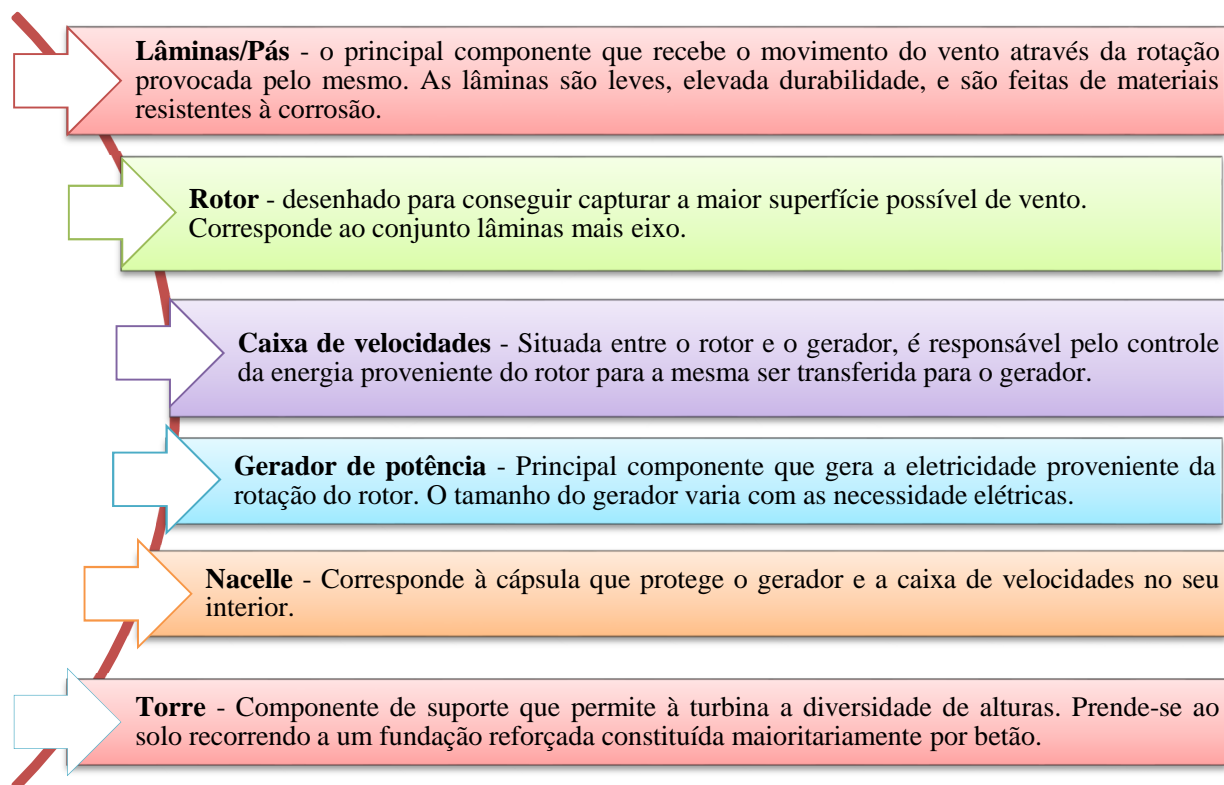 Lâminas/Pás - o principal componente que recebe o movimento do vento através da rotação
provocada pelo mesmo. As lâminas são leves, elevada durabilidade, e são feitas de materiais
resistentes à corrosão.
Rotor - desenhado para conseguir capturar a maior superfície possível de vento.
Corresponde ao conjunto lâminas mais eixo.
Caixa de velocidades - Situada entre o rotor e o gerador, é responsável pelo controle
da energia proveniente do rotor para a mesma ser transferida para o gerador.
Gerador de potência - Principal componente que gera a eletricidade proveniente da
rotação do rotor. O tamanho do gerador varia com as necessidade elétricas.
Nacelle - Corresponde à cápsula que protege o gerador e a caixa de velocidades no seu
interior.
Torre - Componente de suporte que permite à turbina a diversidade de alturas. Prende-se ao
solo recorrendo a um fundação reforçada constituída maioritariamente por betão.